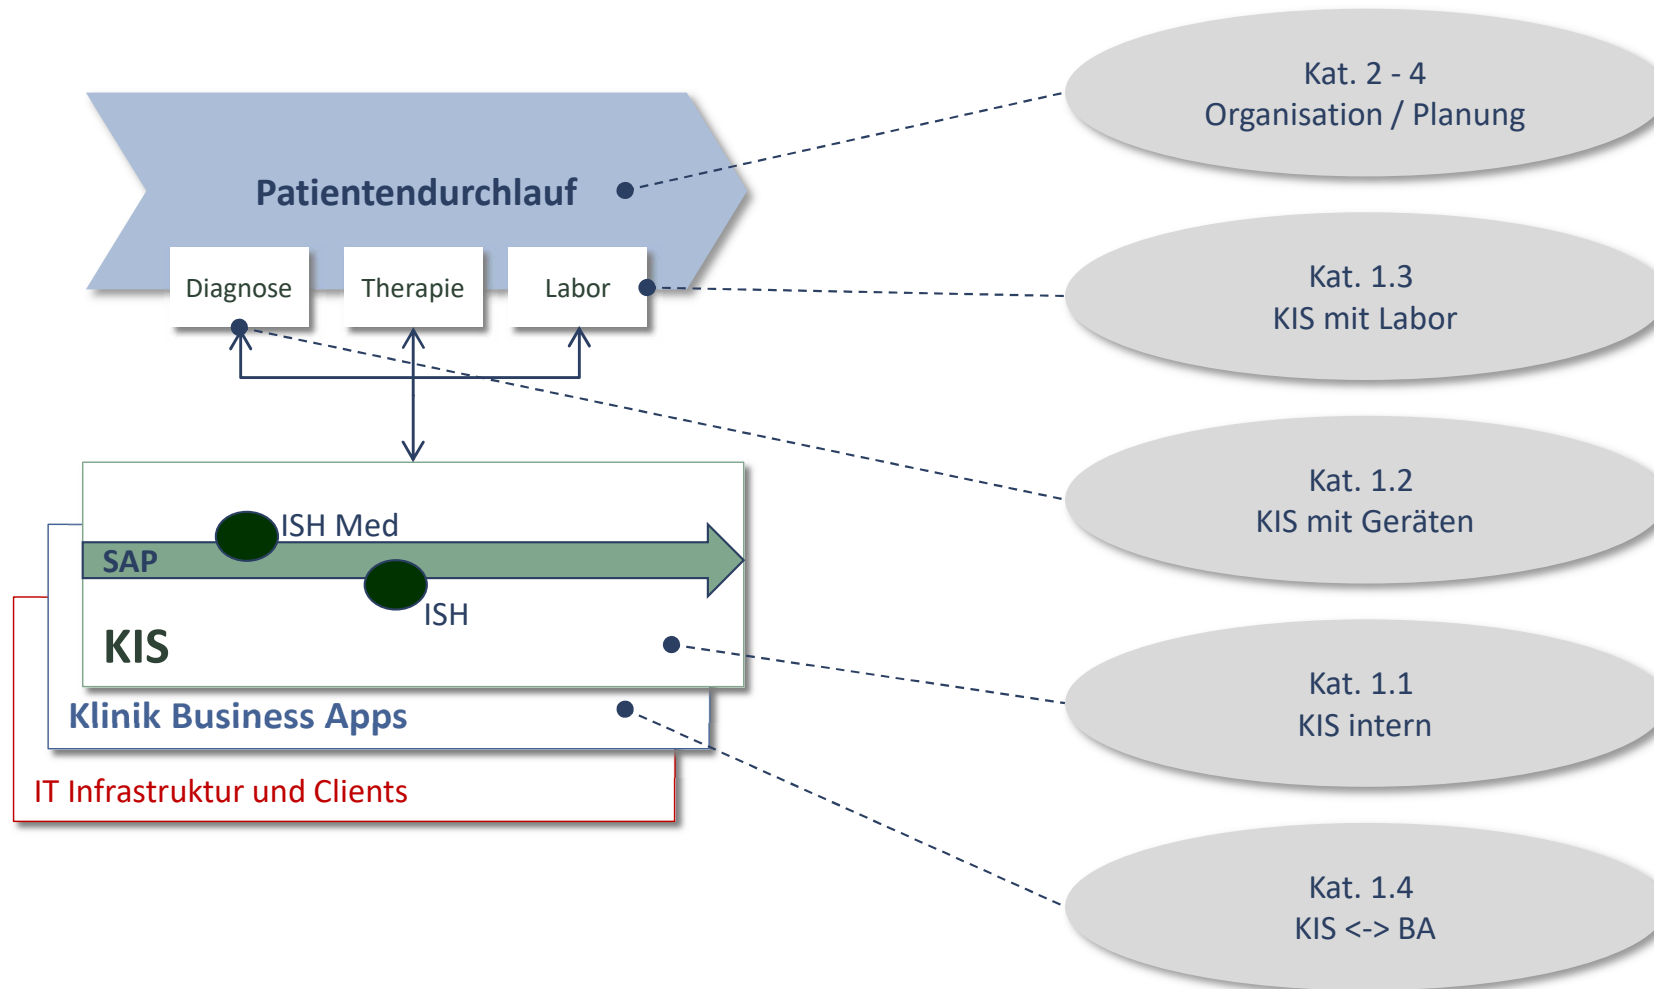 Patientendurchlauf
Diagnose
Therapie
Labor
ISH Med
SAP
ISH
KIS
Klinik Business Apps
IT Infrastruktur und Clients
Kat. 2 - 4
Organisation / Planung
Kat. 1.3
KIS mit Labor
Kat. 1.2
KIS mit Geräten
Kat. 1.1
KIS intern
Kat. 1.4
KIS <-> BA